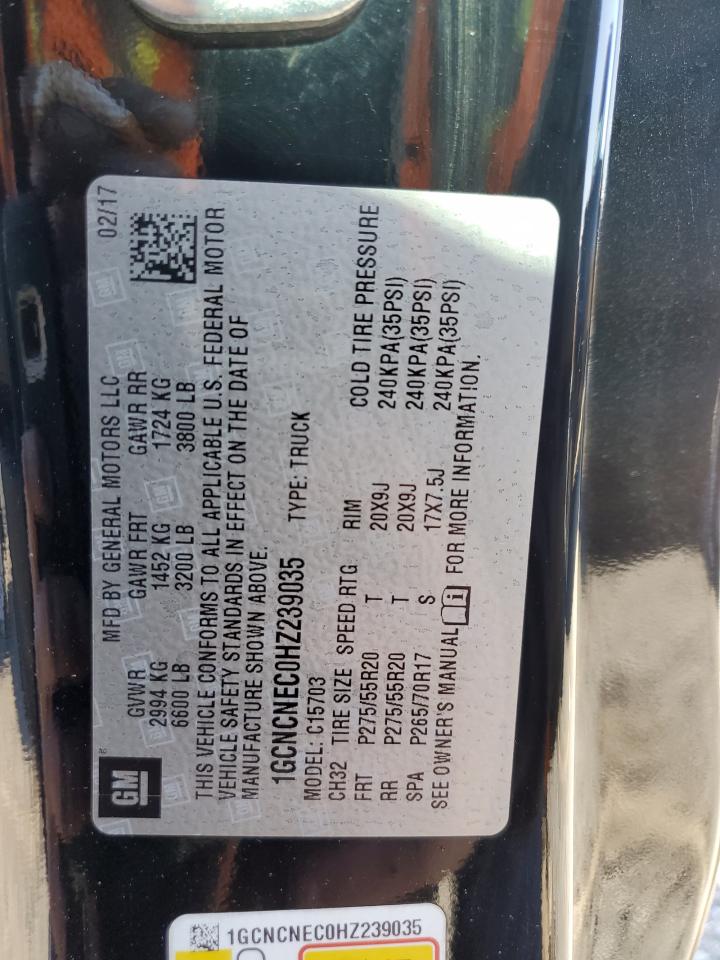 GM ®
MFD BY GENERAL MOTORS LLC 02/17
GVWR GAWR FRT GAWR RR
2994 KG 1452 KG 1724 KG
6600 LB 3200 LB 3800 LB
THIS VEHICLE CONFORMS TO ALL APPLICABLE U.S. FEDERAL MOTOR
VEHICLE SAFETY STANDARDS IN EFFECT ON THE DATE OF
MANUFACTURE SHOWN ABOVE.
1GCNCNEC0HZ239035 TYPE: TRUCK
MODEL: C15703
CH32 TIRE SIZE SPEED RTG RIM COLD TIRE PRESSURE
FRT P275/55R20 T 20X9J 240KPA(35PSI)
RR P275/55R20 T 20X9J 240KPA(35PSI)
SPA P265/70R17 S 17X7.5J 240KPA(35PSI)
SEE OWNER'S MANUAL i FOR MORE INFORMATION.
1GCNCNEC0HZ239035